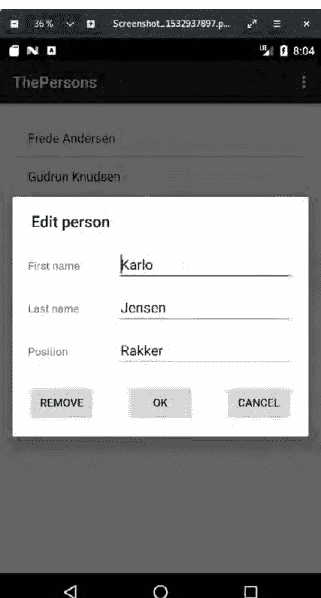 36 %
Screenshot_1532937897.p...
8:04
ThePersons
Frede Andersen
Gudrun Knudsen
Edit person
First name Karlo
Last name Jensen
Position Rakker
REMOVE OK CANCEL